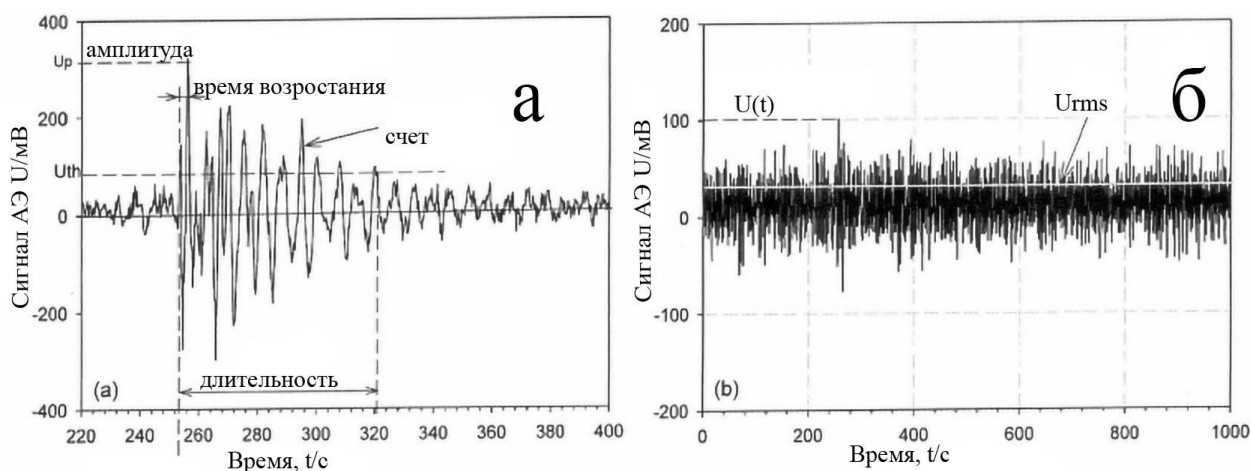 400
амплитуда
Up
время возростания
200
счет
Uth
0
-200
(a)
длительность
-400
220 240 260 280 300 320 340 360 380 400
Время, t/с
Сигнал АЭ U/мВ
а
200
U(t)
Urms
100
0
-100
(b)
-200
0 200 400 600 800 1000
Время, t/с
Сигнал АЭ U/мВ
б